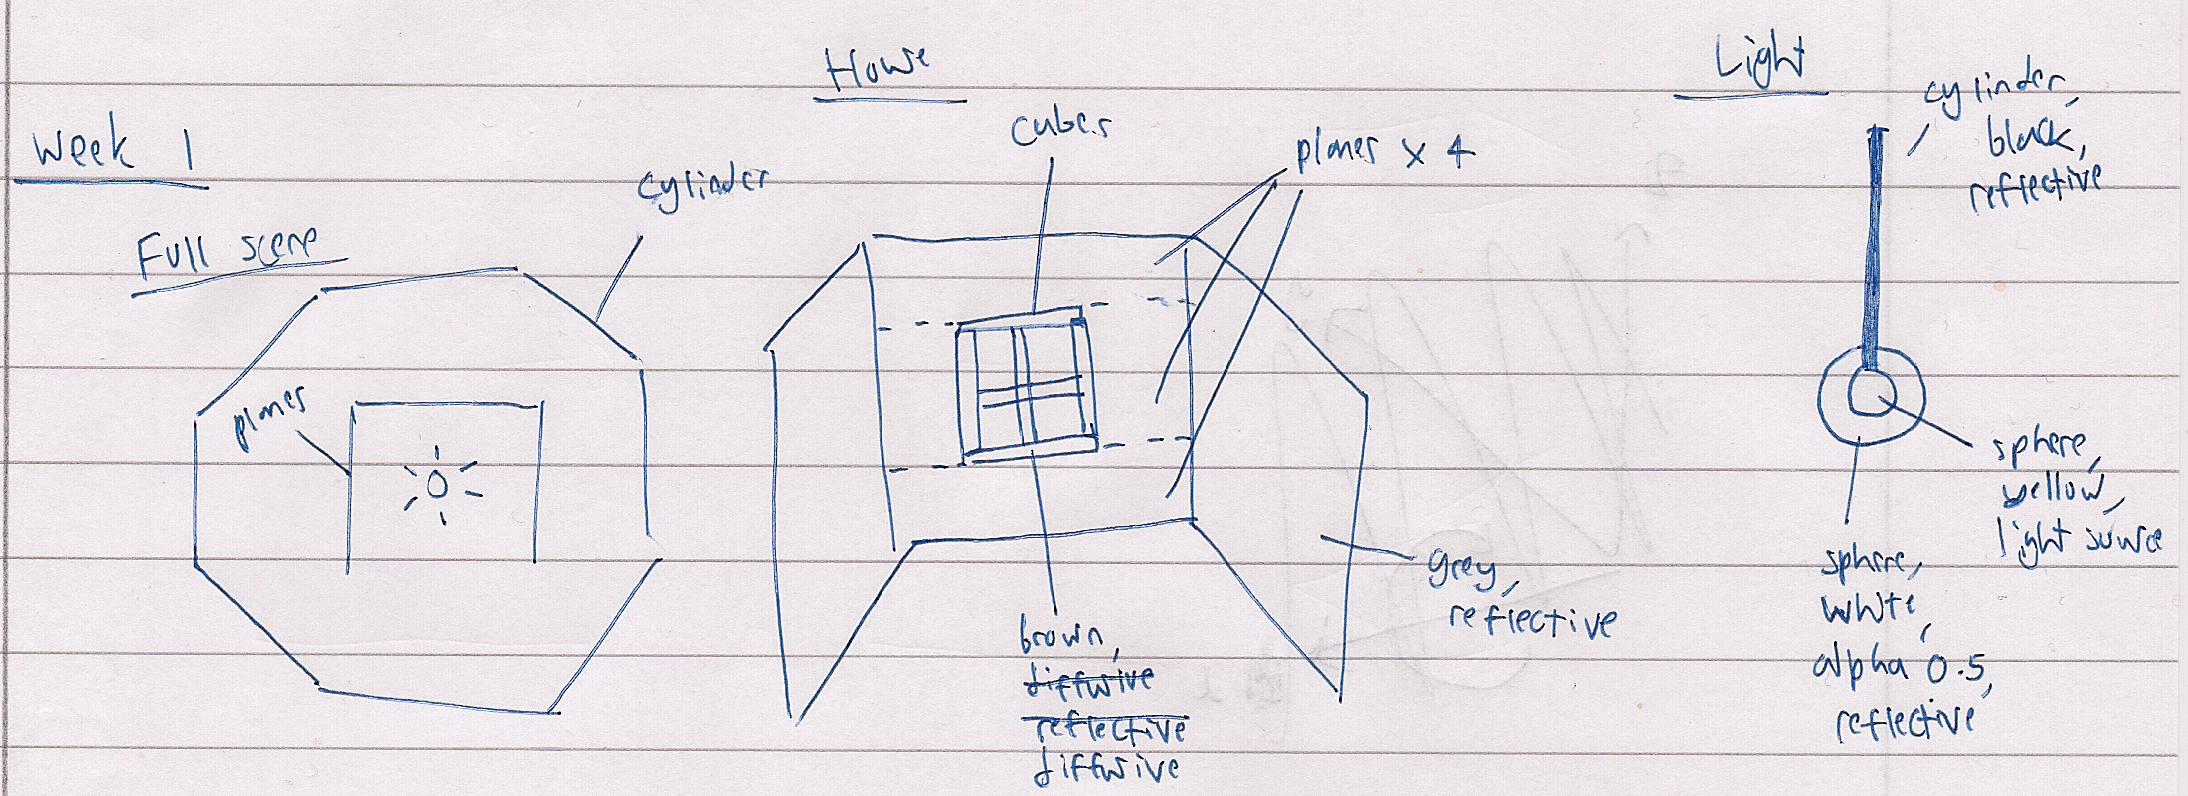 Week 1
Full scene
cylinder
planes
House
cubes
planes x 4
brown,
diffusive
reflective
diffusive
grey,
reflective
Light
cylinder,
black,
reflective
sphere,
yellow,
light source
sphere,
white,
alpha 0.5,
reflective